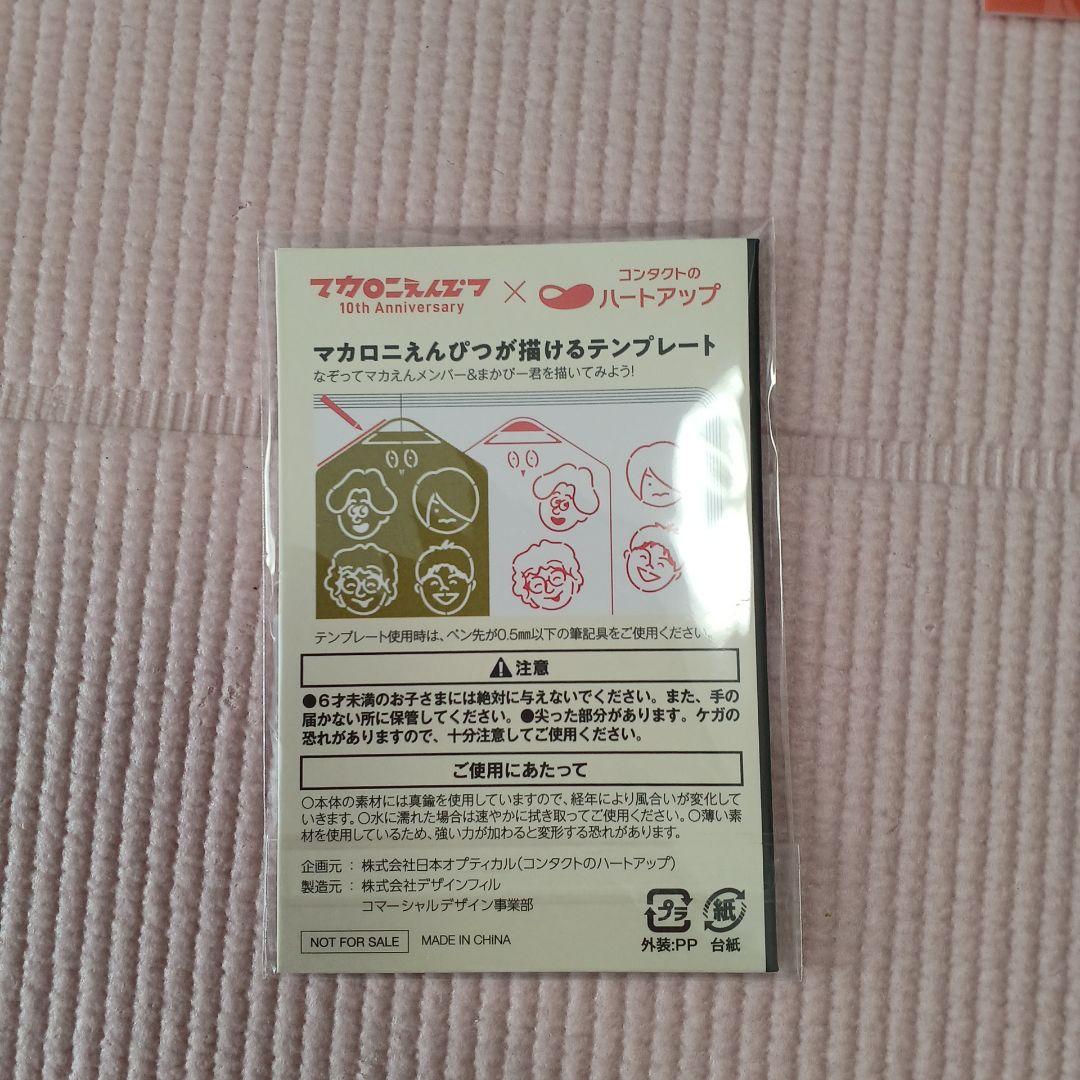 マカロニえんぴつ × コンタクトの
10th Anniversary ハートアップ
マカロニえんぴつが描けるテンプレート
なぞってマカえんメンバー&まかぴー君を描いてみよう!
テンプレート使用時は、ペン先が0.5mm以下の筆記具をご使用ください。
注意
●6才未満のお子さまには絶対に与えないでください。また、手の
届かない所に保管してください。●尖った部分があります。ケガの
恐れがありますので、十分注意してご使用ください。
ご使用にあたって
○本体の素材には真鍮を使用していますので、経年により風合いが変化して
いきます。○水に濡れた場合は速やかに拭き取ってご使用ください。○薄い素
材を使用しているため、強い力が加わると変形する恐れがあります。
企画元 : 株式会社日本オプティカル(コンタクトのハートアップ)
製造元 : 株式会社デザインフィル
コマーシャルデザイン事業部
NOT FOR SALE MADE IN CHINA
プラ 紙
外装:PP 台紙